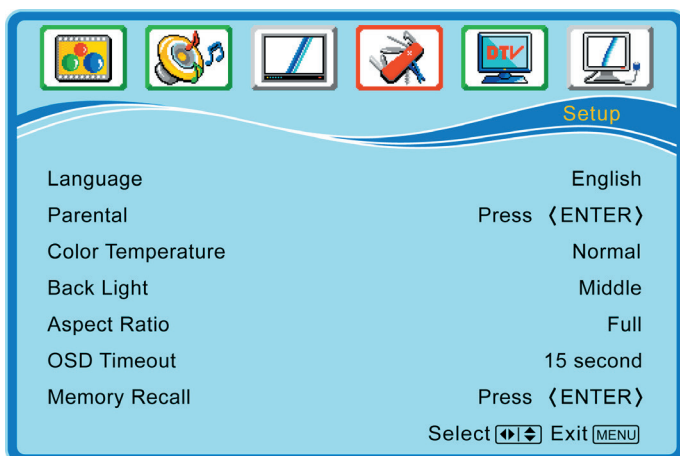 DTV
Setup
Language English
Parental Press 〈ENTER〉
Color Temperature Normal
Back Light Middle
Aspect Ratio Full
OSD Timeout 15 second
Memory Recall Press 〈ENTER〉
Select Exit MENU